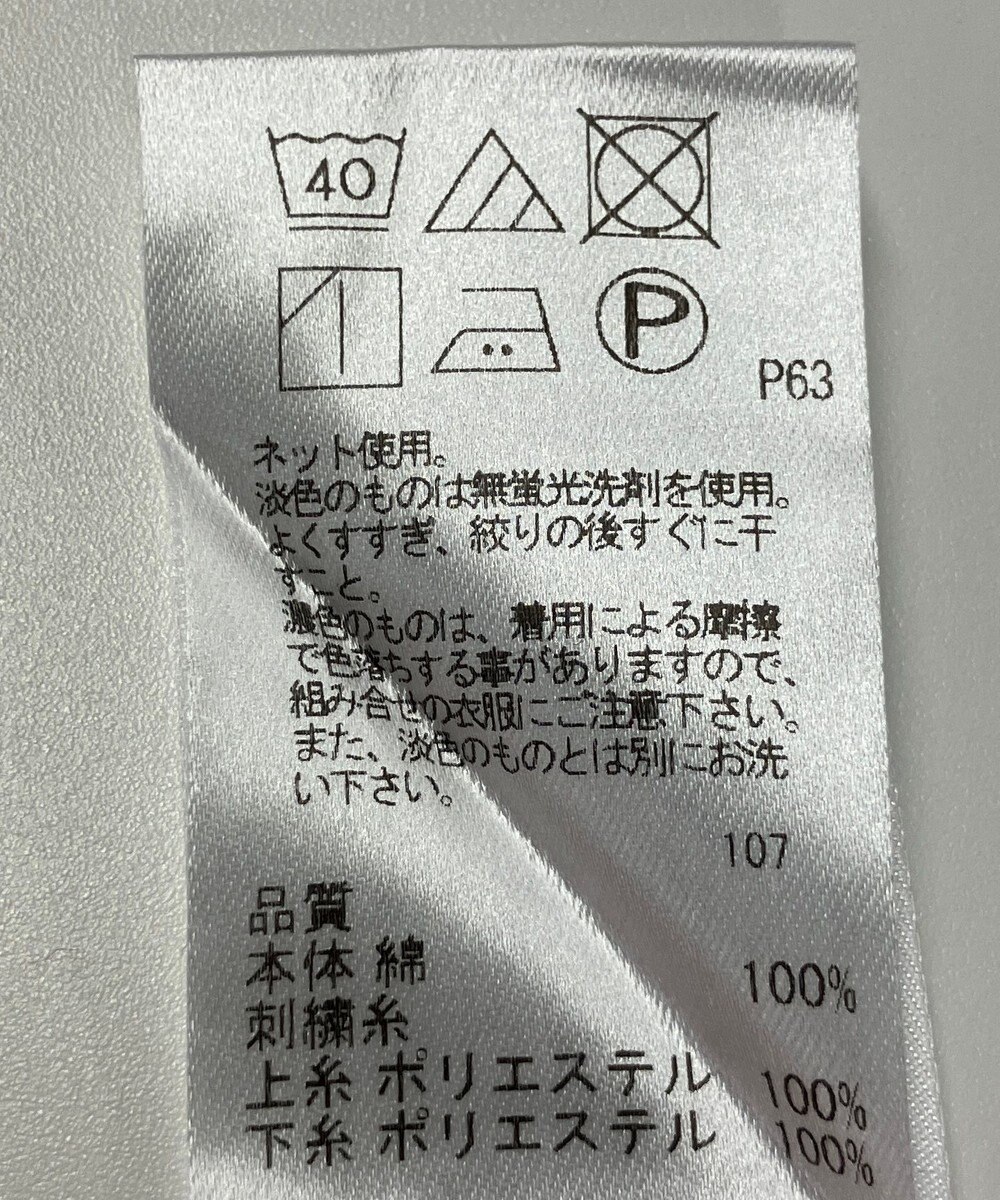 40
P
P63
ネット使用。
淡色のものは無蛍光洗剤を使用。
よくすすぎ、絞りの後すぐに干
すこと。
濃色のものは、着用による摩擦
で色落ちする事がありますので、
組み合せの衣服にご注意下さい。
また、淡色のものとは別にお洗
い下さい。
107
品質
本体 綿 100%
刺繍糸
上糸 ポリエステル 100%
下糸 ポリエステル 100%